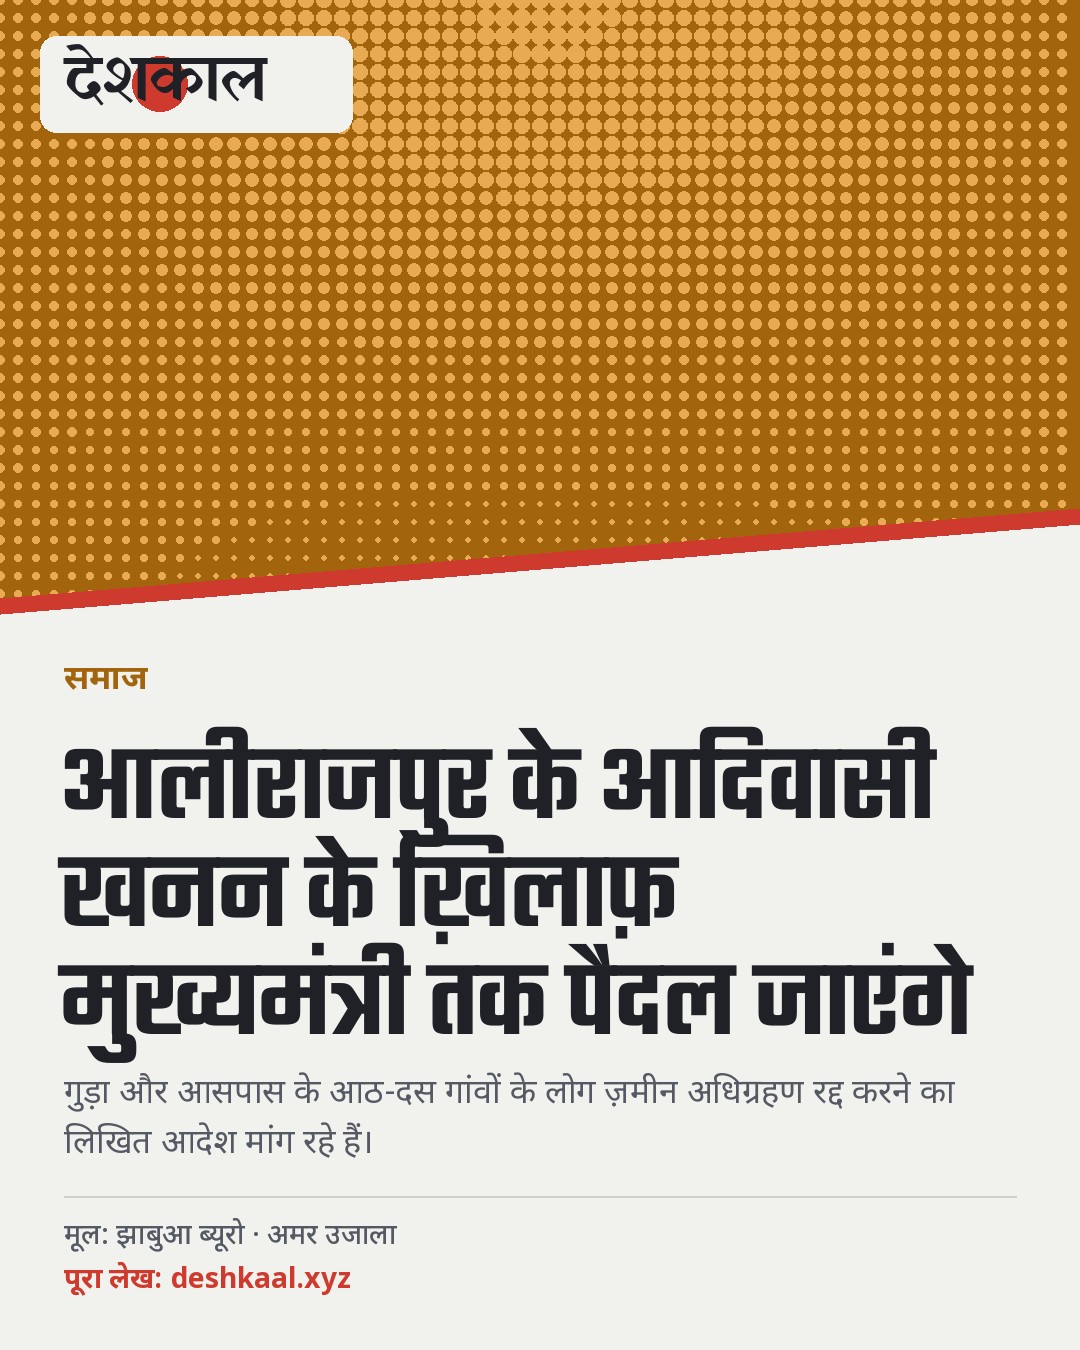 देशकाल
समाज
आलीराजपुर के आदिवासी
खनन के ख़िलाफ़
मुख्यमंत्री तक पैदल जाएंगे
गुड़ा और आसपास के आठ-दस गांवों के लोग ज़मीन अधिग्रहण रद्द करने का
लिखित आदेश मांग रहे हैं।
मूल: झाबुआ ब्यूरो · अमर उजाला
पूरा लेख: deshkaal.xyz